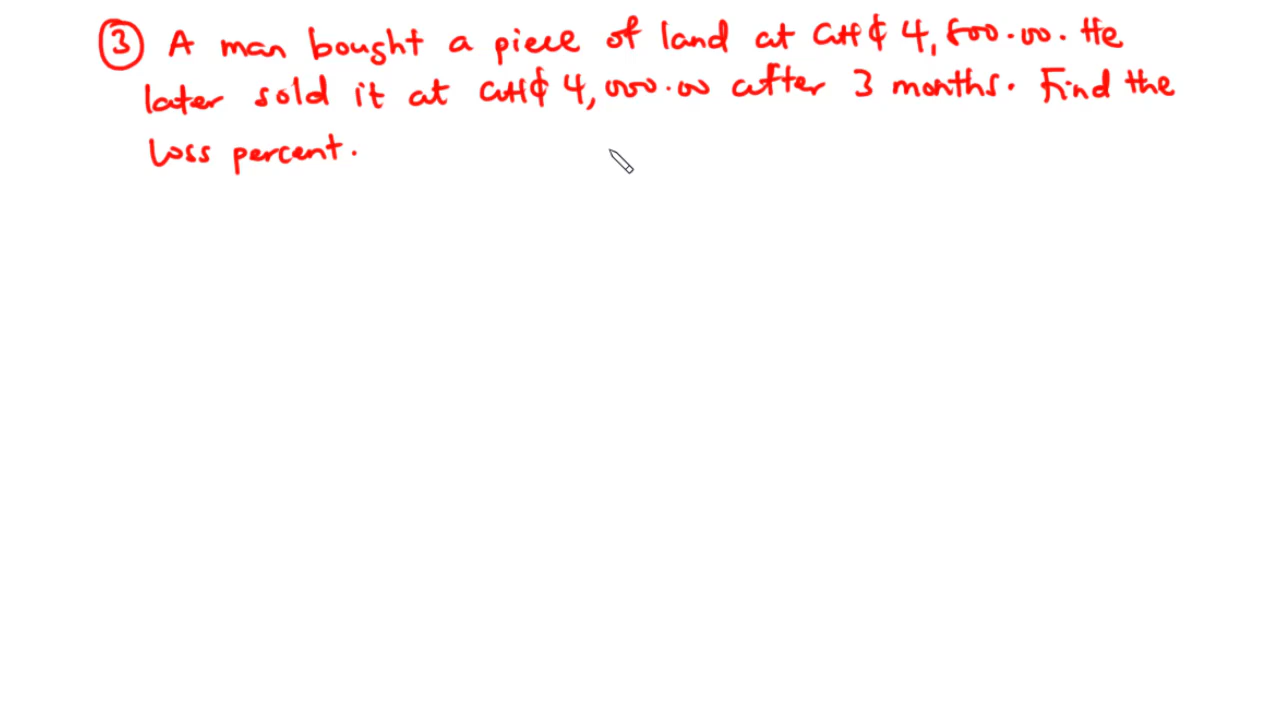 ③ A man bought a piece of land at GH₵ 4,800.00. He
later sold it at GH₵ 4,000.00 after 3 months. Find the
loss percent.